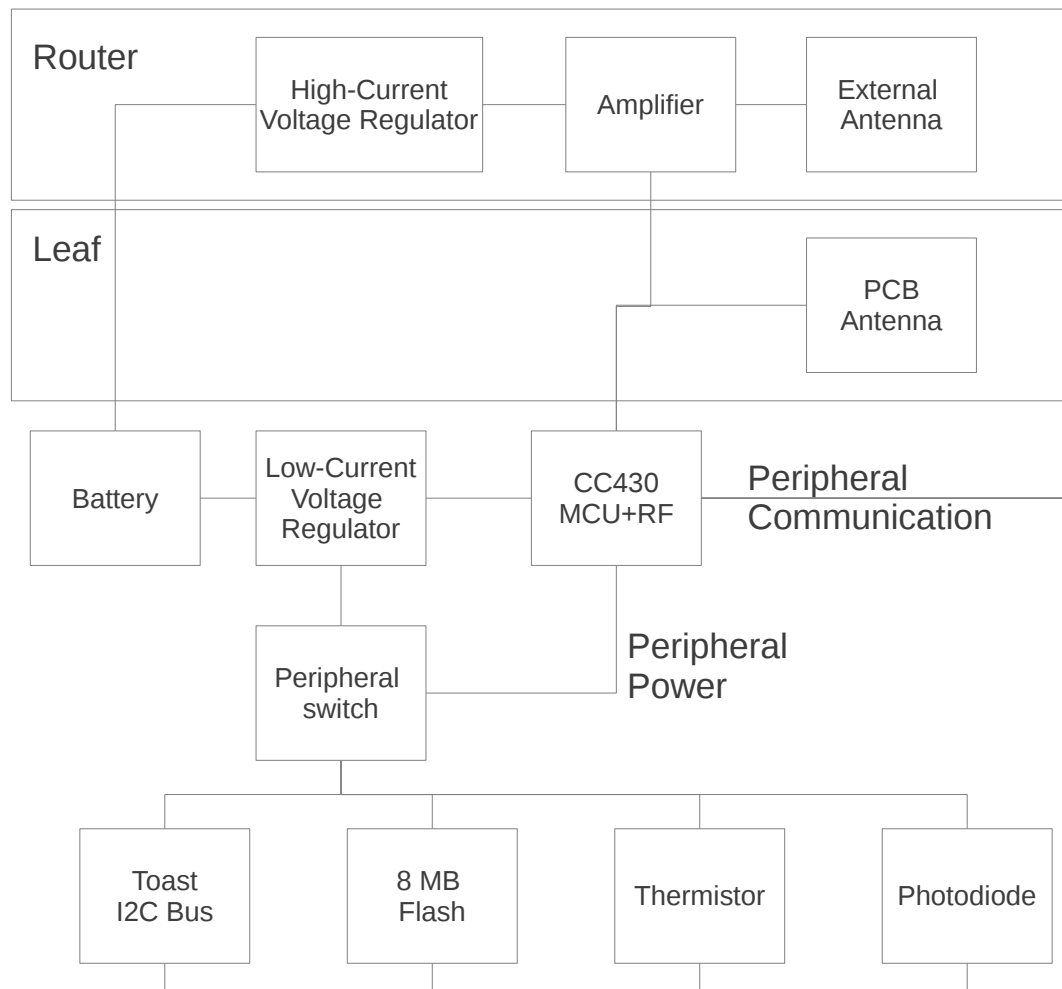 Router
High-Current
Voltage Regulator
Amplifier
External
Antenna
Leaf
PCB
Antenna
Battery
Low-Current
Voltage
Regulator
CC430
MCU+RF
Peripheral
Communication
Peripheral
switch
Peripheral
Power
Toast
I2C Bus
8 MB
Flash
Thermistor
Photodiode